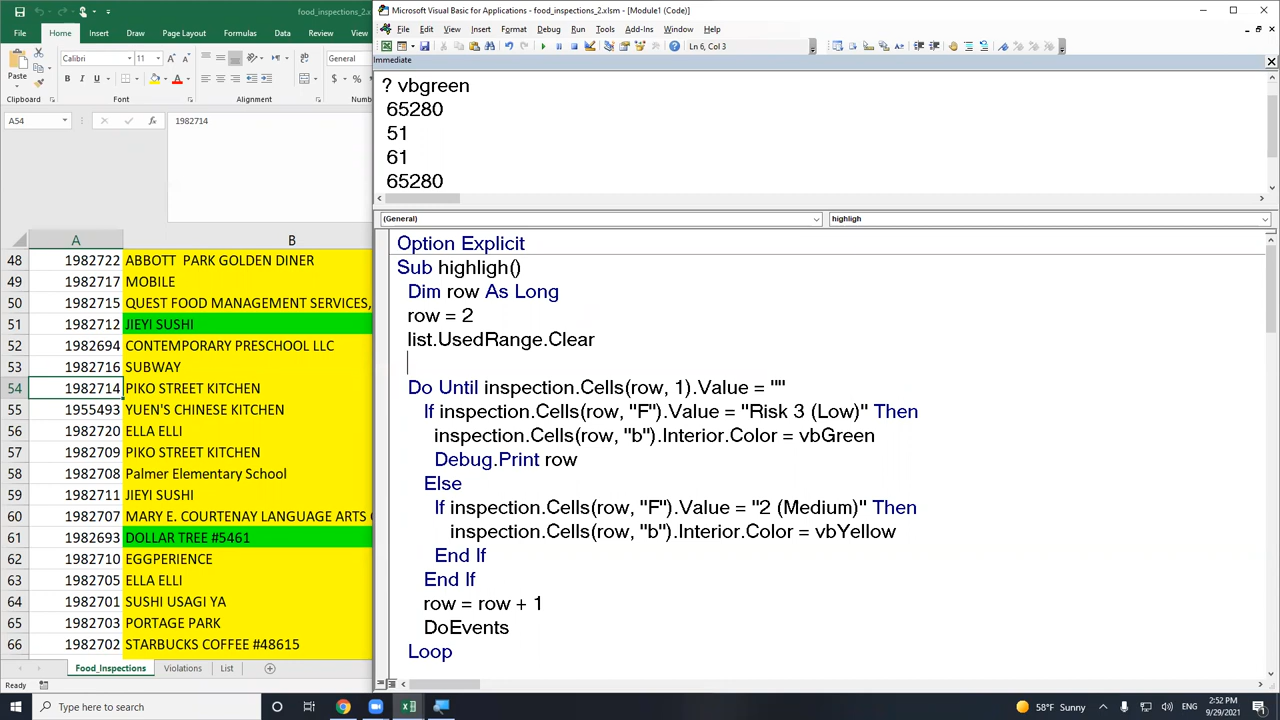 food_inspections_2.x
File Home Insert Draw Page Layout Formulas Data Review View
Paste
Calibri 11
General
Clipboard Font Alignment Numb
A54 1982714
A B
48 1982722 ABBOTT PARK GOLDEN DINER
49 1982717 MOBILE
50 1982715 QUEST FOOD MANAGEMENT SERVICES,
51 1982712 JIEYI SUSHI
52 1982694 CONTEMPORARY PRESCHOOL LLC
53 1982716 SUBWAY
54 1982714 PIKO STREET KITCHEN
55 1955493 YUEN'S CHINESE KITCHEN
56 1982720 ELLA ELLI
57 1982709 PIKO STREET KITCHEN
58 1982708 Palmer Elementary School
59 1982711 JIEYI SUSHI
60 1982707 MARY E. COURTENAY LANGUAGE ARTS
61 1982693 DOLLAR TREE #5461
62 1982710 EGGPERIENCE
63 1982705 ELLA ELLI
64 1982701 SUSHI USAGI YA
65 1982703 PORTAGE PARK
66 1982702 STARBUCKS COFFEE #48615
Food_Inspections Violations List
Ready
Microsoft Visual Basic for Applications - food_inspections_2.xlsm - [Module1 (Code)]
File Edit View Insert Format Debug Run Tools Add-Ins Window Help
Ln 6, Col 3
Immediate
? vbgreen
65280
51
61
65280
(General) highligh
Option Explicit
Sub highligh()
Dim row As Long
row = 2
list.UsedRange.Clear
Do Until inspection.Cells(row, 1).Value = ""
If inspection.Cells(row, "F").Value = "Risk 3 (Low)" Then
inspection.Cells(row, "b").Interior.Color = vbGreen
Debug.Print row
Else
If inspection.Cells(row, "F").Value = "2 (Medium)" Then
inspection.Cells(row, "b").Interior.Color = vbYellow
End If
End If
row = row + 1
DoEvents
Loop
Type here to search
58°F Sunny
2:52 PM
9/29/2021